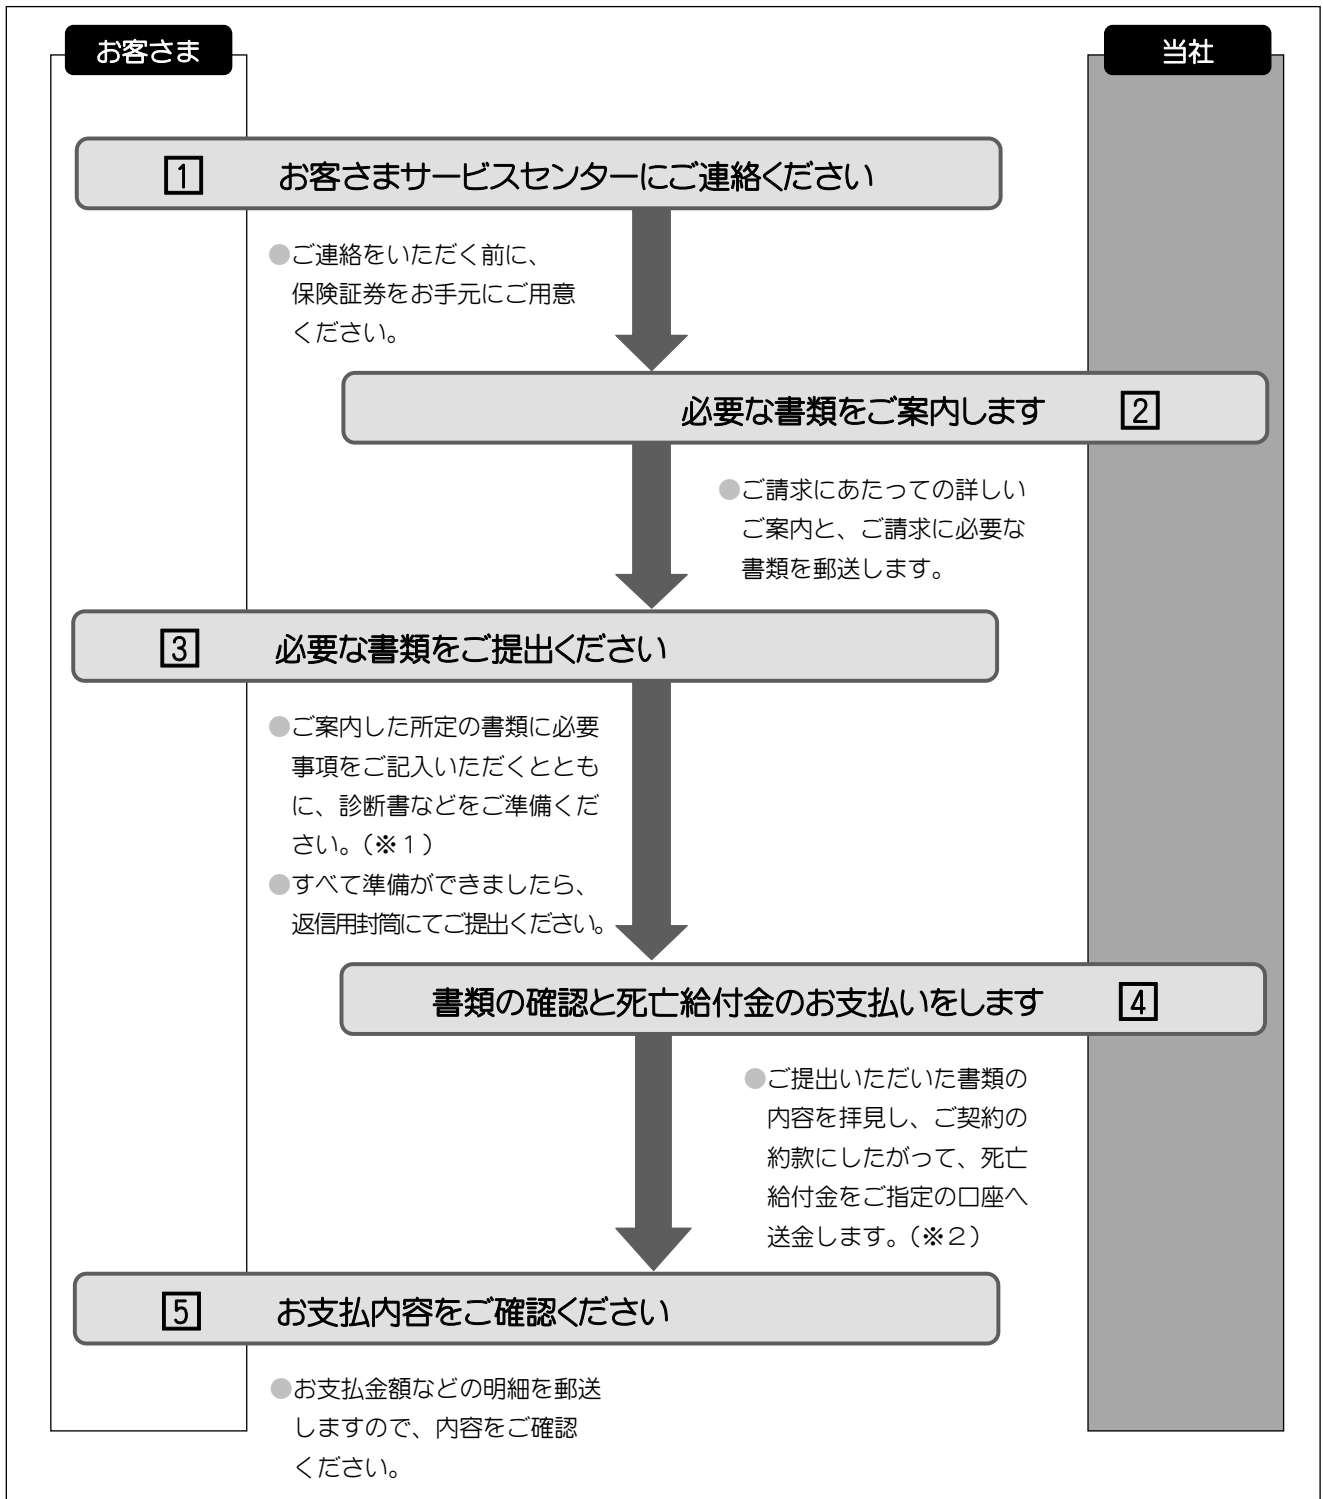 お客さま
当社
1 お客さまサービスセンターにご連絡ください
●ご連絡をいただく前に、
保険証券をお手元にご用意
ください。
必要な書類をご案内します 2
●ご請求にあたっての詳しい
ご案内と、ご請求に必要な
書類を郵送します。
3 必要な書類をご提出ください
●ご案内した所定の書類に必要
事項をご記入いただくととも
に、診断書などをご準備くだ
さい。(※1)
●すべて準備ができましたら、
返信用封筒にてご提出ください。
書類の確認と死亡給付金のお支払いをします 4
●ご提出いただいた書類の
内容を拝見し、ご契約の
約款にしたがって、死亡
給付金をご指定の口座へ
送金します。(※2)
5 お支払内容をご確認ください
●お支払金額などの明細を郵送
しますので、内容をご確認
ください。